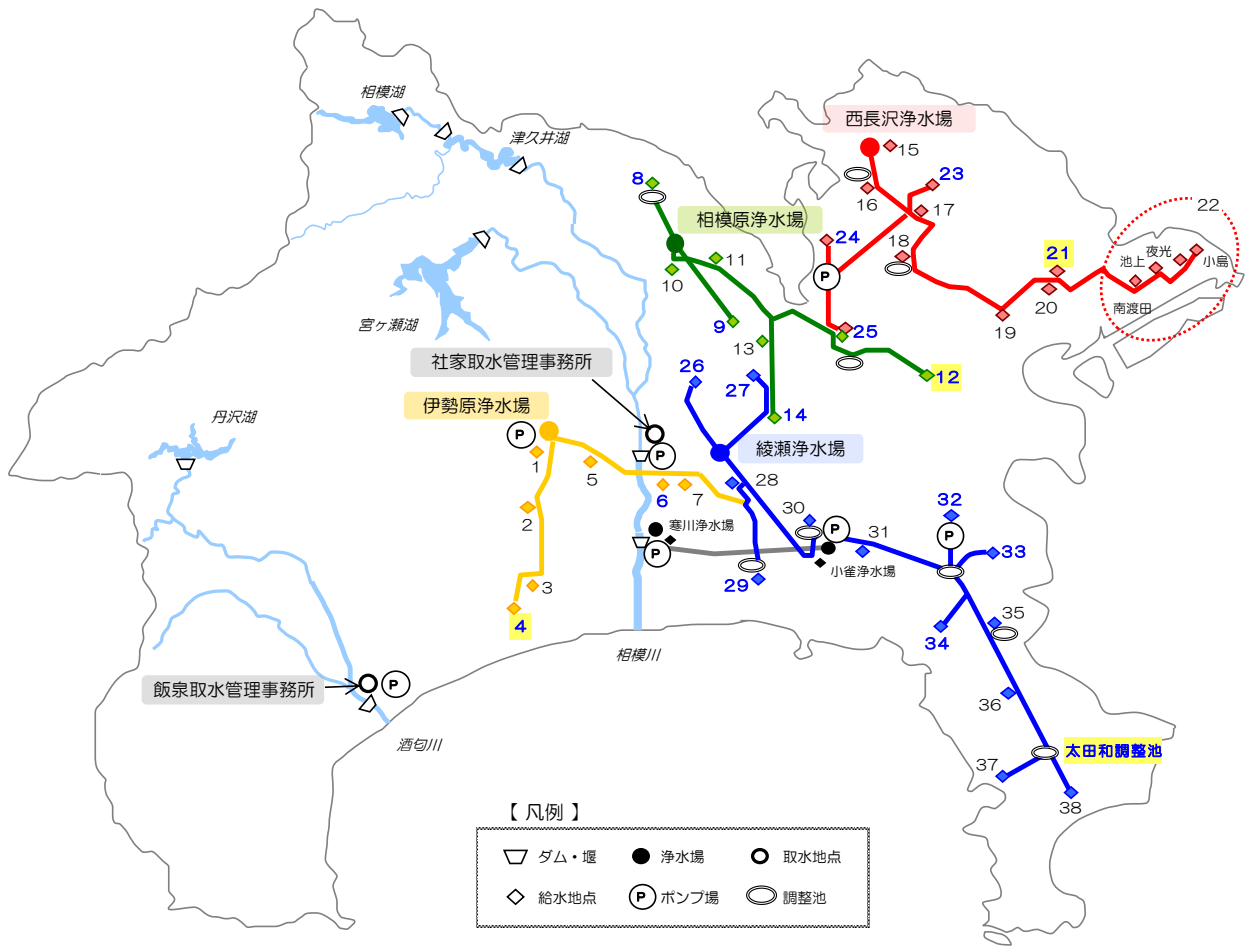 相模湖
津久井湖
西長沢浄水場
15
8
16
23
22
相模原浄水場
17
24
18
11
21
池上
夜光
小島
10
P
20
南渡田
宮ヶ瀬湖
9
19
25
13
社家取水管理事務所
26
27
12
伊勢原浄水場
14
丹沢湖
P
綾瀬浄水場
1
5
P
28
6
7
32
2
30
寒川浄水場
P
31
P
33
P
小雀浄水場
3
29
4
35
34
相模川
飯泉取水管理事務所
P
36
酒匂川
太田和調整池
37
38
【 凡例 】
ダム・堰
浄水場
取水地点
給水地点
P
ポンプ場
調整池